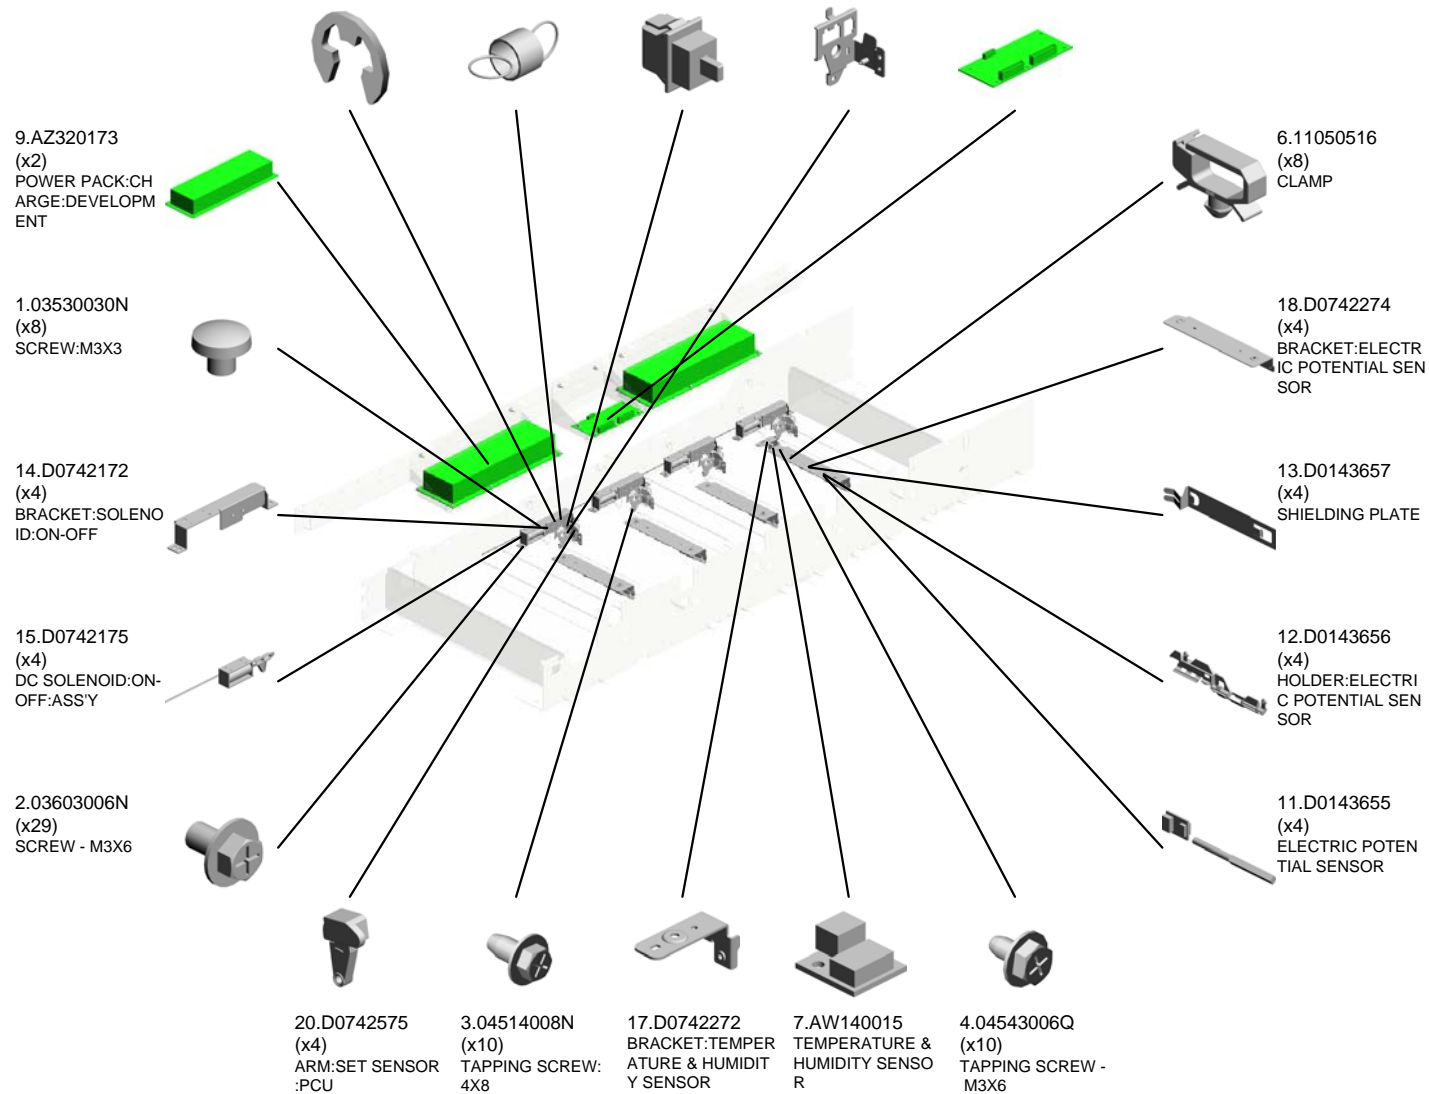 9.AZ320173
(x2)
POWER PACK:CH
ARGE:DEVELOPM
ENT
1.03530030N
(x8)
SCREW:M3X3
14.D0742172
(x4)
BRACKET:SOLENO
ID:ON-OFF
15.D0742175
(x4)
DC SOLENOID:ON-
OFF:ASS'Y
2.03603006N
(x29)
SCREW - M3X6
6.11050516
(x8)
CLAMP
18.D0742274
(x4)
BRACKET:ELECTR
IC POTENTIAL SEN
SOR
13.D0143657
(x4)
SHIELDING PLATE
12.D0143656
(x4)
HOLDER:ELECTRI
C POTENTIAL SEN
SOR
11.D0143655
(x4)
ELECTRIC POTEN
TIAL SENSOR
20.D0742575
(x4)
ARM:SET SENSOR
:PCU
3.04514008N
(x10)
TAPPING SCREW:
4X8
17.D0742272
BRACKET:TEMPER
ATURE & HUMIDIT
Y SENSOR
7.AW140015
TEMPERATURE &
HUMIDITY SENSO
R
4.04543006Q
(x10)
TAPPING SCREW -
M3X6